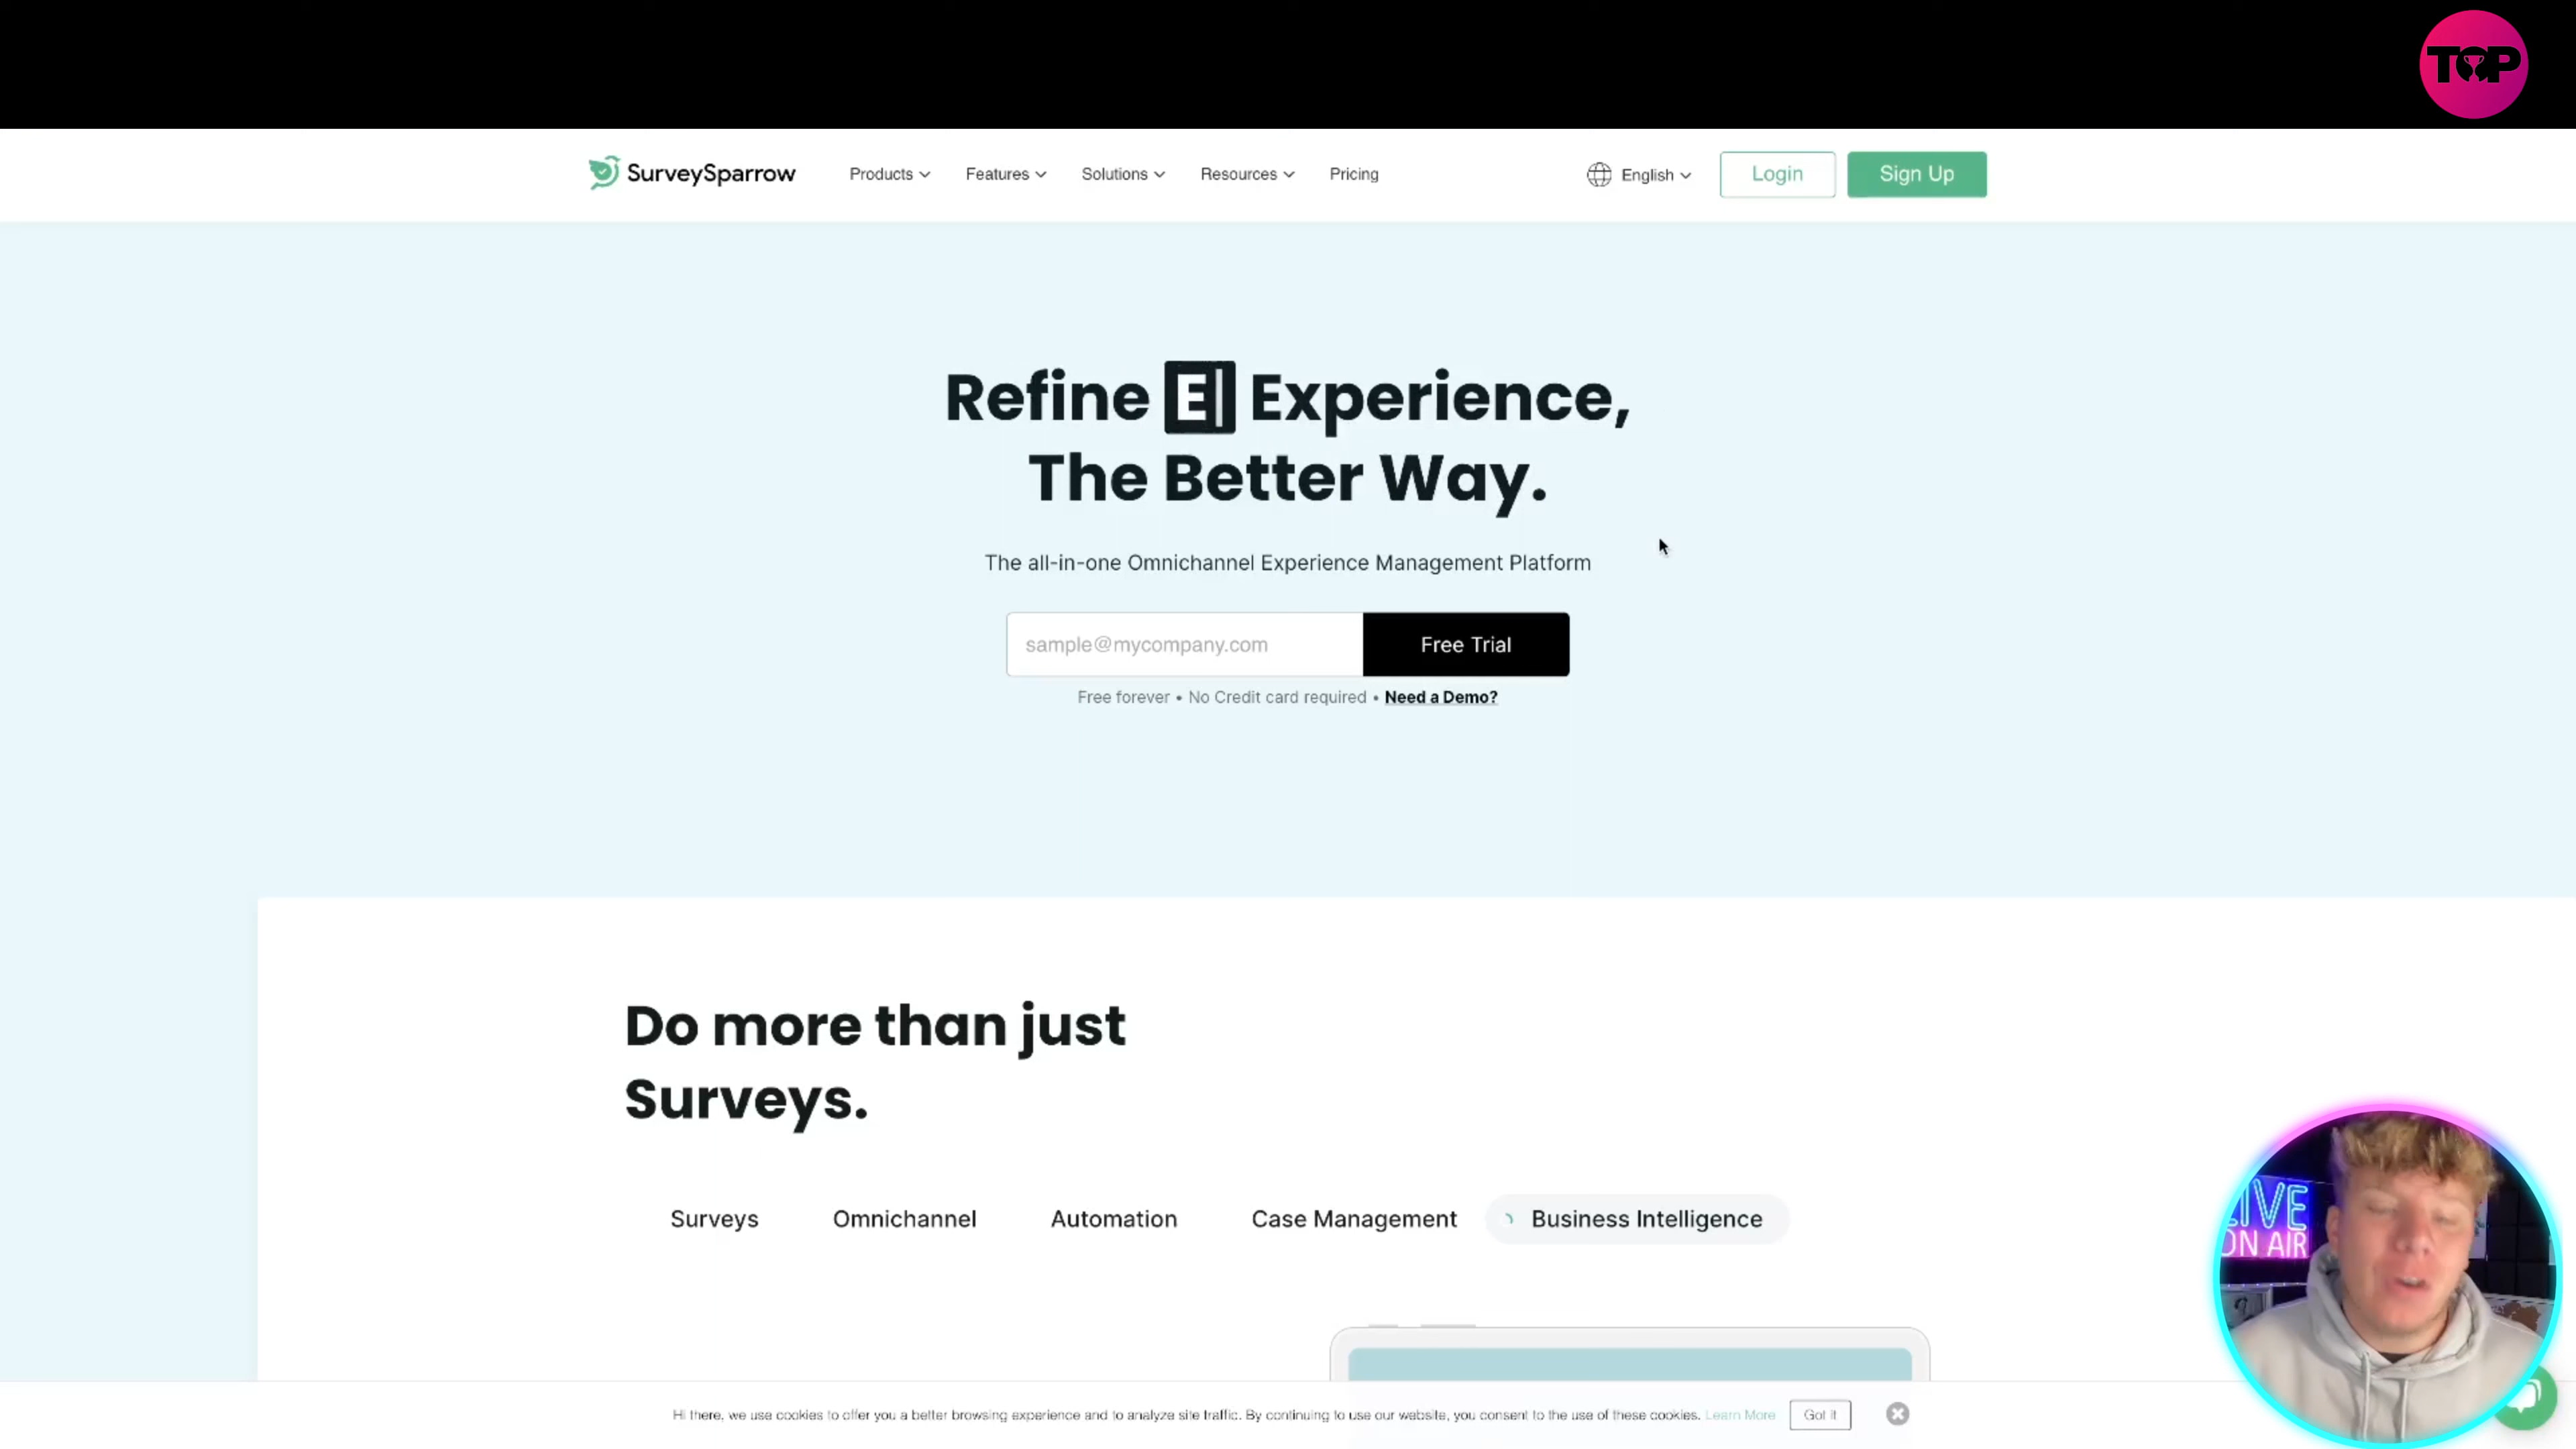 TOP
SurveySparrow Products Features Solutions Resources Pricing English Login Sign Up
Refine E| Experience,
The Better Way.
The all-in-one Omnichannel Experience Management Platform
sample@mycompany.com Free Trial
Free forever • No Credit card required • Need a Demo?
Do more than just
Surveys.
Surveys Omnichannel Automation Case Management Business Intelligence
LIVE
ON AIR
Hi there, we use cookies to offer you a better browsing experience and to analyze site traffic. By continuing to use our website, you consent to the use of these cookies. Learn More Got it